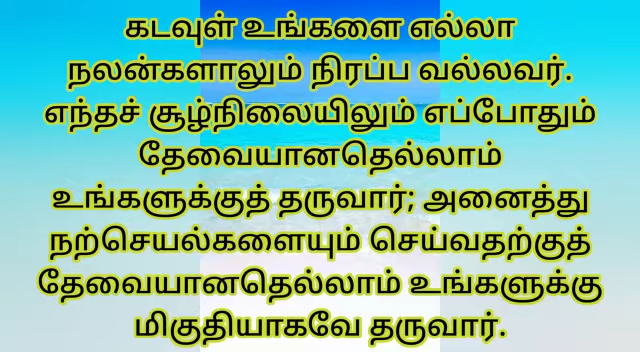 கடவுள் உங்களை எல்லா
நலன்களாலும் நிரப்ப வல்லவர்.
எந்தச் சூழ்நிலையிலும் எப்போதும்
தேவையானதெல்லாம்
உங்களுக்குத் தருவார்; அனைத்து
நற்செயல்களையும் செய்வதற்குத்
தேவையானதெல்லாம் உங்களுக்கு
மிகுதியாகவே தருவார்.